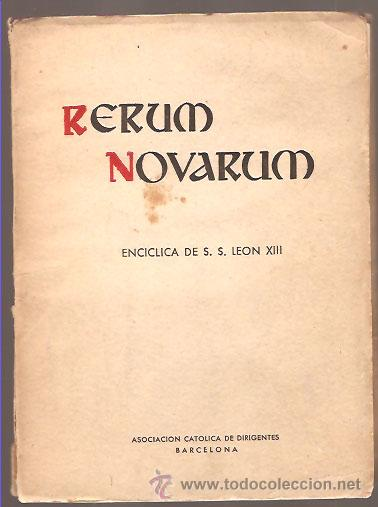 RERUM
NOVARUM
ENCICLICA DE S. S. LEON XIII
ASOCIACION CATOLICA DE DIRIGENTES
BARCELONA
www.todocoleccion.net